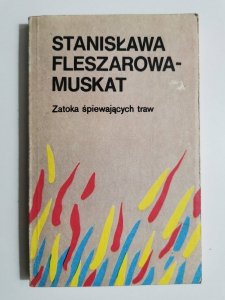 STANISŁAWA
FLESZAROWA-
MUSKAT
Zatoka śpiewających traw